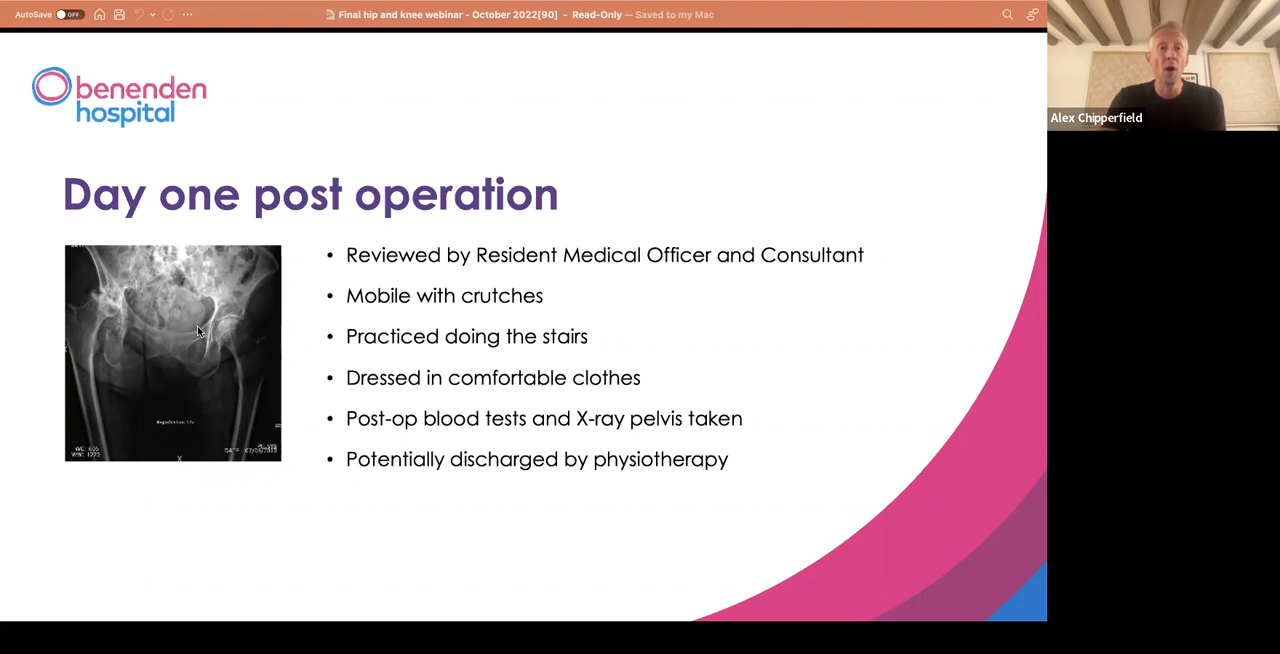 AutoSave OFF
Final hip and knee webinar - October 2022[90] - Read-Only — Saved to my Mac
Alex Chipperfield
benenden
hospital
Day one post operation
• Reviewed by Resident Medical Officer and Consultant
• Mobile with crutches
• Practiced doing the stairs
• Dressed in comfortable clothes
• Post-op blood tests and X-ray pelvis taken
• Potentially discharged by physiotherapy